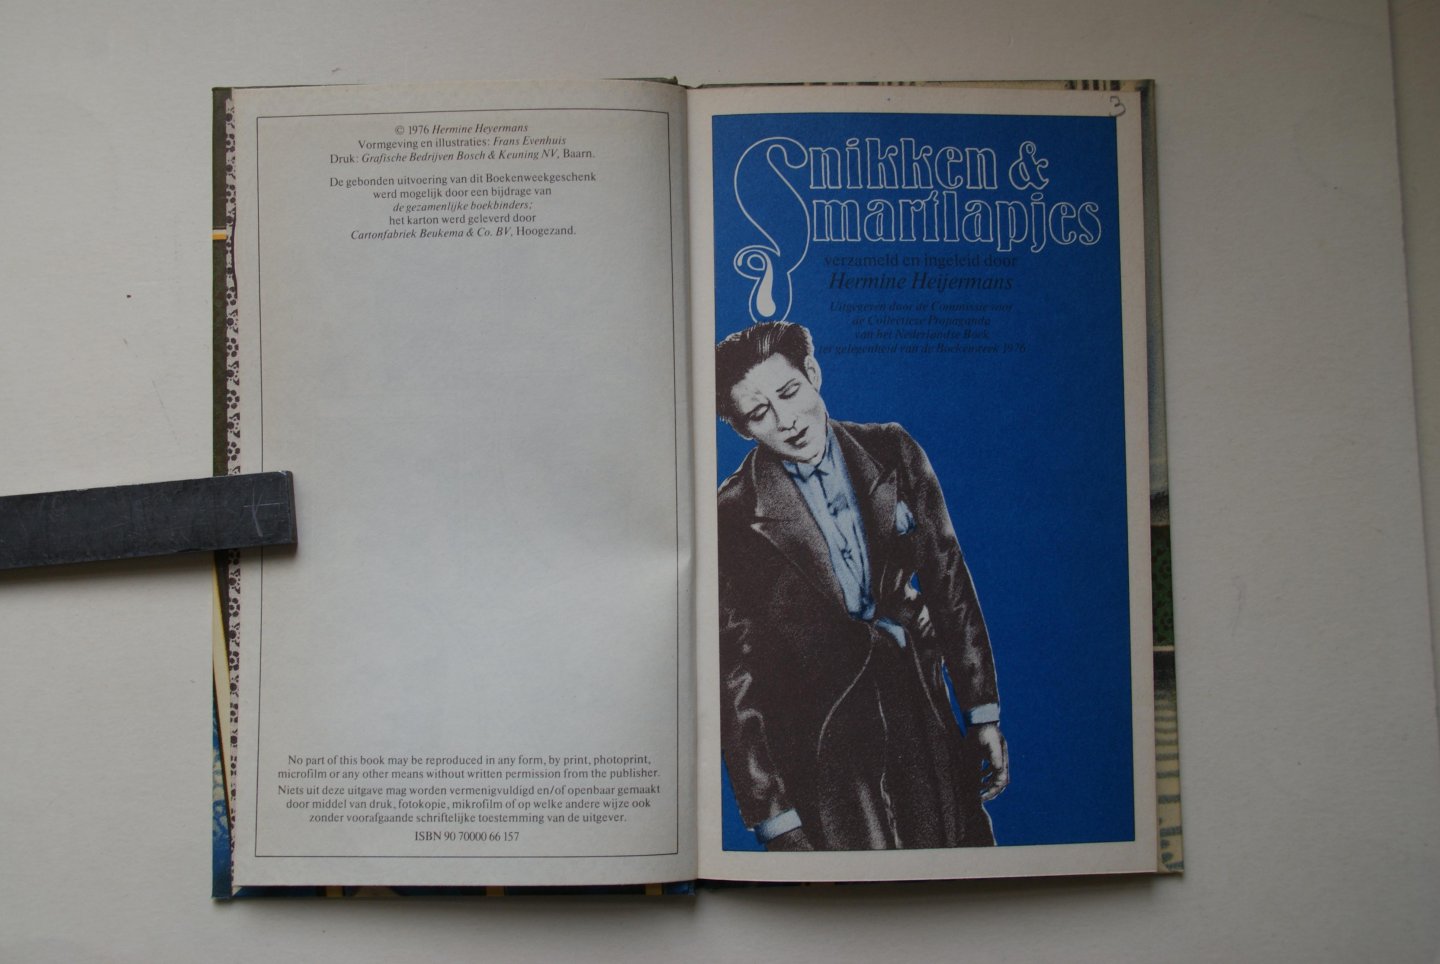 © 1976 Hermine Heyermans
Vormgeving en illustraties: Frans Evenhuis
Druk: Grafische Bedrijven Bosch & Keuning NV, Baarn.
De gebonden uitvoering van dit Boekenweekgeschenk
werd mogelijk door een bijdrage van
de gezamenlijke boekbinders;
het karton werd geleverd door
Cartonfabriek Beukema & Co. BV, Hoogezand.
No part of this book may be reproduced in any form, by print, photoprint,
microfilm or any other means without written permission from the publisher.
Niets uit deze uitgave mag worden vermenigvuldigd en/of openbaar gemaakt
door middel van druk, fotokopie, mikrofilm of op welke andere wijze ook
zonder voorafgaande schriftelijke toestemming van de uitgever.
ISBN 90 70000 66 157
3
Snikken &
Smartlapjes
verzameld en ingeleid door
Hermine Heijermans
Uitgegeven door de Commissie voor
de Collectieve Propaganda
van het Nederlandse Boek
ter gelegenheid van de Boekenweek 1976